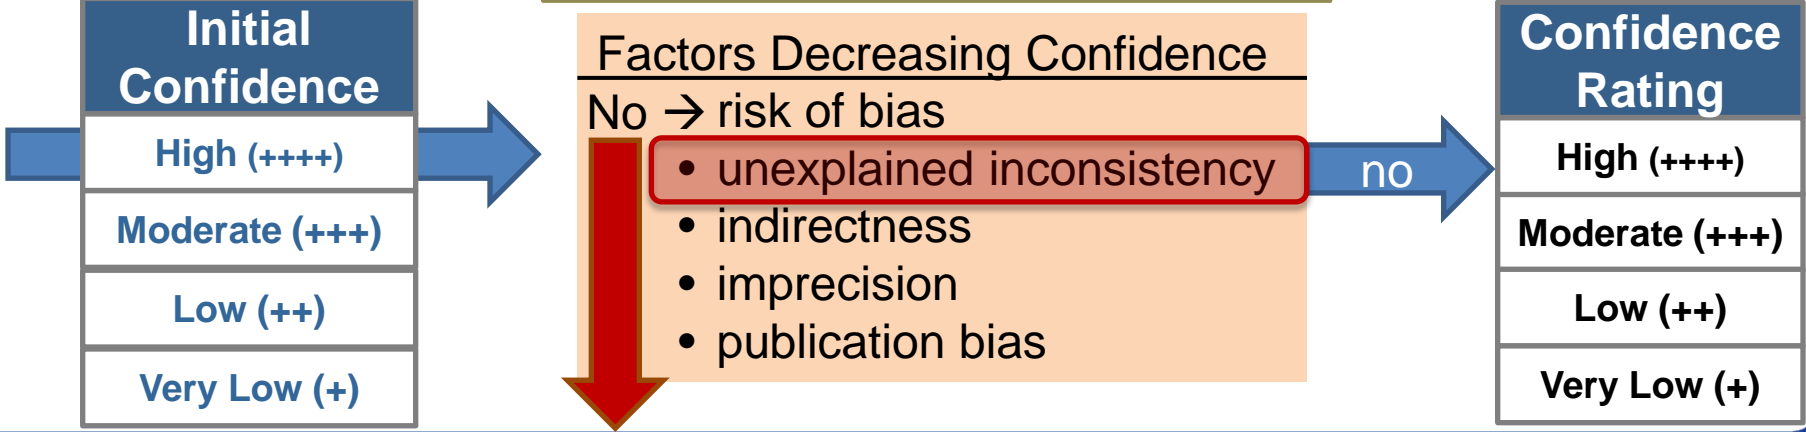 Initial
Confidence
High (++++)
Moderate (+++)
Low (++)
Very Low (+)
Factors Decreasing Confidence
No → risk of bias
• unexplained inconsistency
• indirectness
• imprecision
• publication bias
no
Confidence
Rating
High (++++)
Moderate (+++)
Low (++)
Very Low (+)